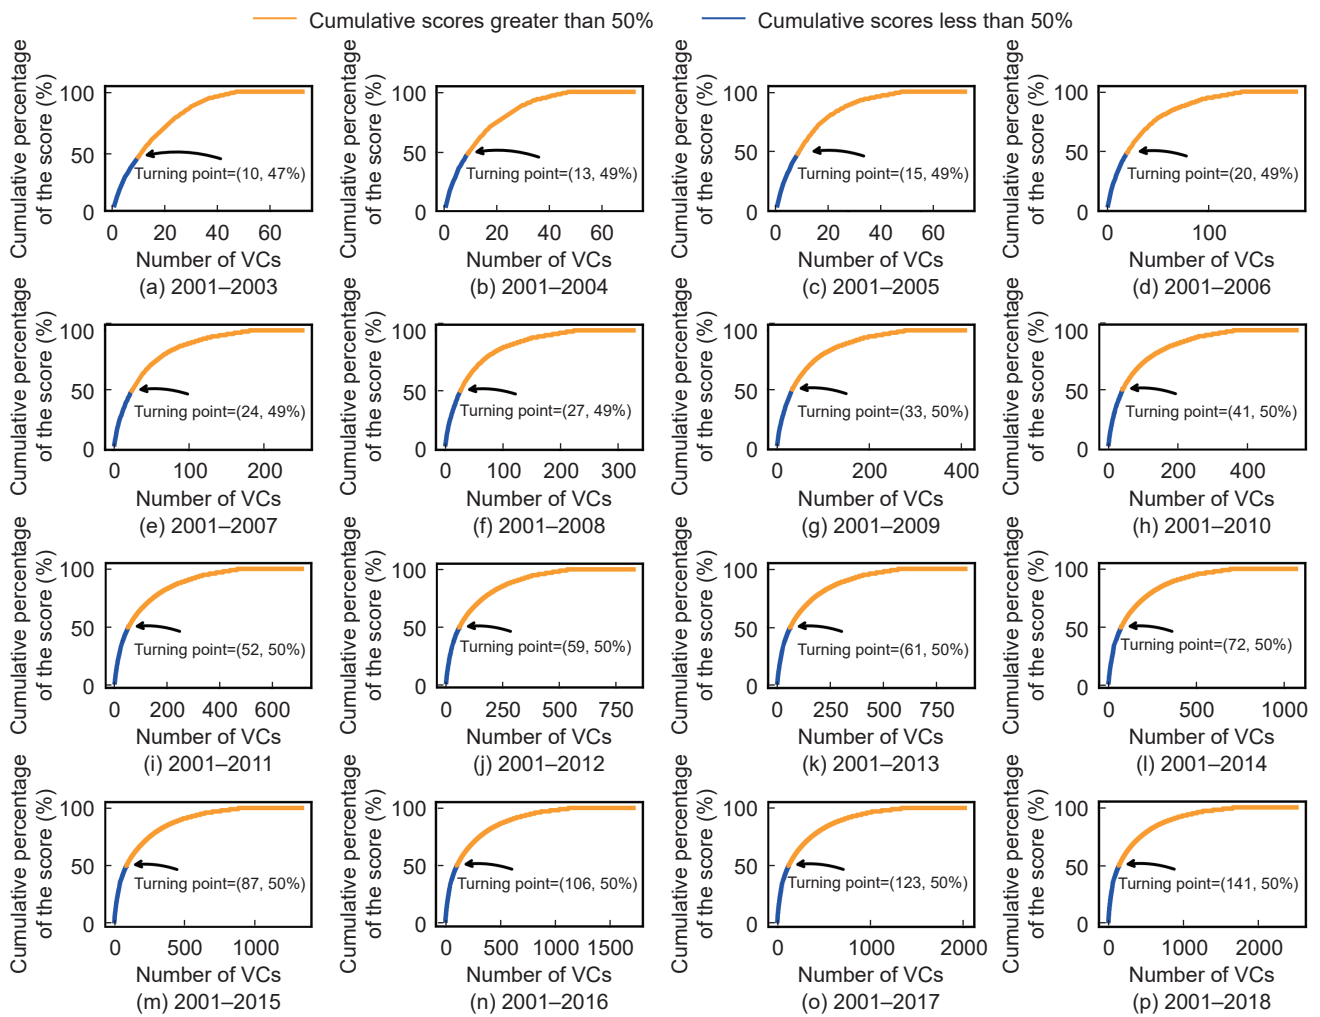 Cumulative scores greater than 50%
Cumulative scores less than 50%
Cumulative percentage
of the score (%)
100
50
0
Turning point=(10, 47%)
0 20 40 60
Number of VCs
(a) 2001–2003
Cumulative percentage
of the score (%)
100
50
0
Turning point=(13, 49%)
0 20 40 60
Number of VCs
(b) 2001–2004
Cumulative percentage
of the score (%)
100
50
0
Turning point=(15, 49%)
0 20 40 60
Number of VCs
(c) 2001–2005
Cumulative percentage
of the score (%)
100
50
0
Turning point=(20, 49%)
0 100
Number of VCs
(d) 2001–2006
Cumulative percentage
of the score (%)
100
50
0
Turning point=(24, 49%)
0 100 200
Number of VCs
(e) 2001–2007
Cumulative percentage
of the score (%)
100
50
0
Turning point=(27, 49%)
0 100 200 300
Number of VCs
(f) 2001–2008
Cumulative percentage
of the score (%)
100
50
0
Turning point=(33, 50%)
0 200 400
Number of VCs
(g) 2001–2009
Cumulative percentage
of the score (%)
100
50
0
Turning point=(41, 50%)
0 200 400
Number of VCs
(h) 2001–2010
Cumulative percentage
of the score (%)
100
50
0
Turning point=(52, 50%)
0 200 400 600
Number of VCs
(i) 2001–2011
Cumulative percentage
of the score (%)
100
50
0
Turning point=(59, 50%)
0 250 500 750
Number of VCs
(j) 2001–2012
Cumulative percentage
of the score (%)
100
50
0
Turning point=(61, 50%)
0 250 500 750
Number of VCs
(k) 2001–2013
Cumulative percentage
of the score (%)
100
50
0
Turning point=(72, 50%)
0 500 1000
Number of VCs
(l) 2001–2014
Cumulative percentage
of the score (%)
100
50
0
Turning point=(87, 50%)
0 500 1000
Number of VCs
(m) 2001–2015
Cumulative percentage
of the score (%)
100
50
0
Turning point=(106, 50%)
0 500 1000 1500
Number of VCs
(n) 2001–2016
Cumulative percentage
of the score (%)
100
50
0
Turning point=(123, 50%)
0 1000 2000
Number of VCs
(o) 2001–2017
Cumulative percentage
of the score (%)
100
50
0
Turning point=(141, 50%)
0 1000 2000
Number of VCs
(p) 2001–2018